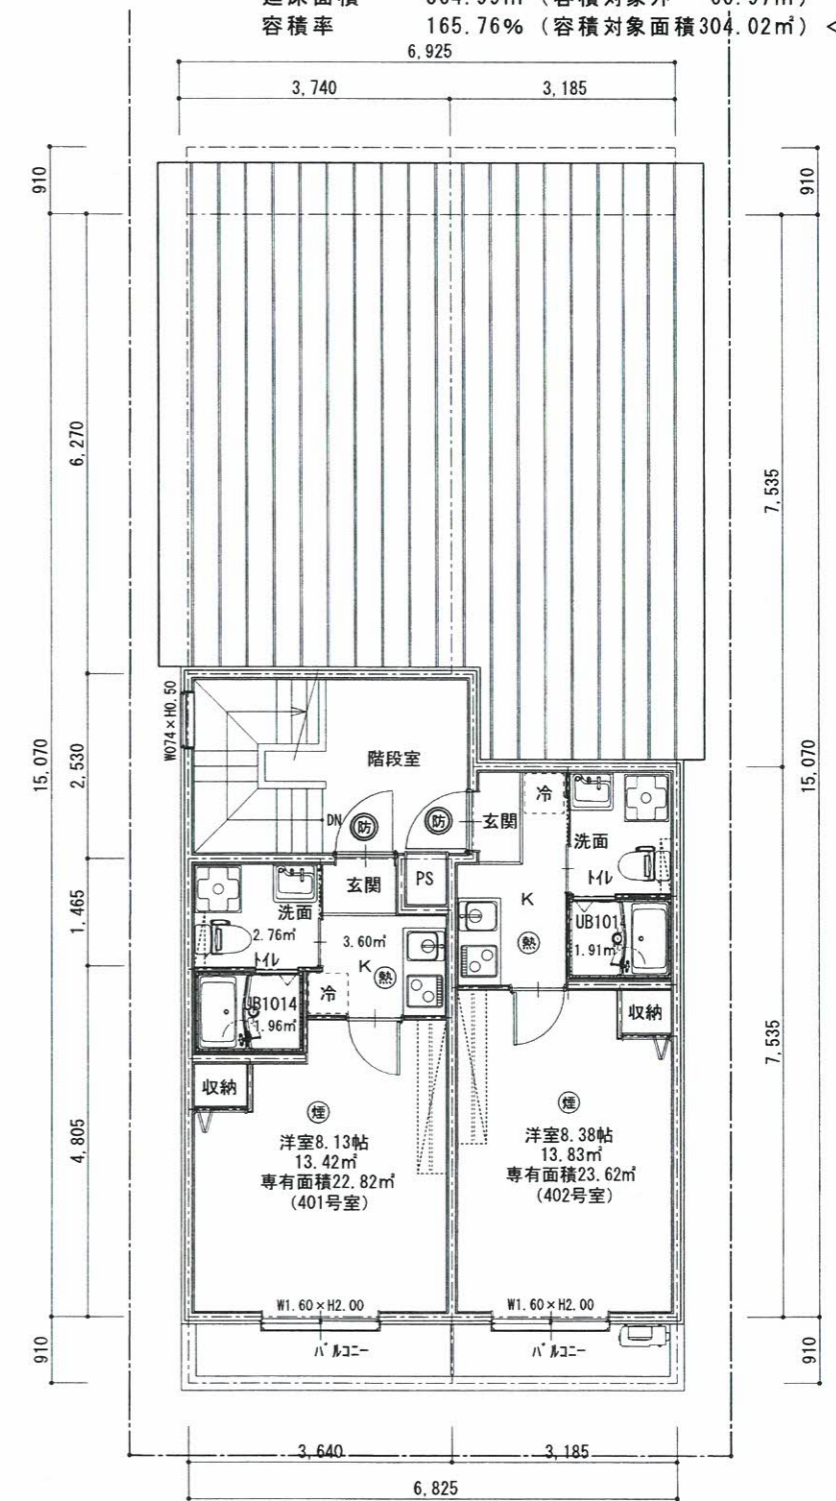 容積率 165.76% (容積対象面積304.02㎡) <
6,925
3,740 3,185
910 910
6,270
7,535
W074×H0.50
15,070 2,530 15,070
階段室
DN 防 防 玄関 冷
洗面
トイレ
玄関 PS
K
1,465
洗面
2.76㎡
トイレ
3.60㎡
K 熱
熱
UB1014
1.91㎡
冷
UB1014
1.96㎡
収納
収納
7,535
4,805
煙
洋室8.13帖
13.42㎡
専有面積22.82㎡
(401号室)
煙
洋室8.38帖
13.83㎡
専有面積23.62㎡
(402号室)
W1.60×H2.00 W1.60×H2.00
バルコニー バルコニー
910 910
3,640 3,185
6,825